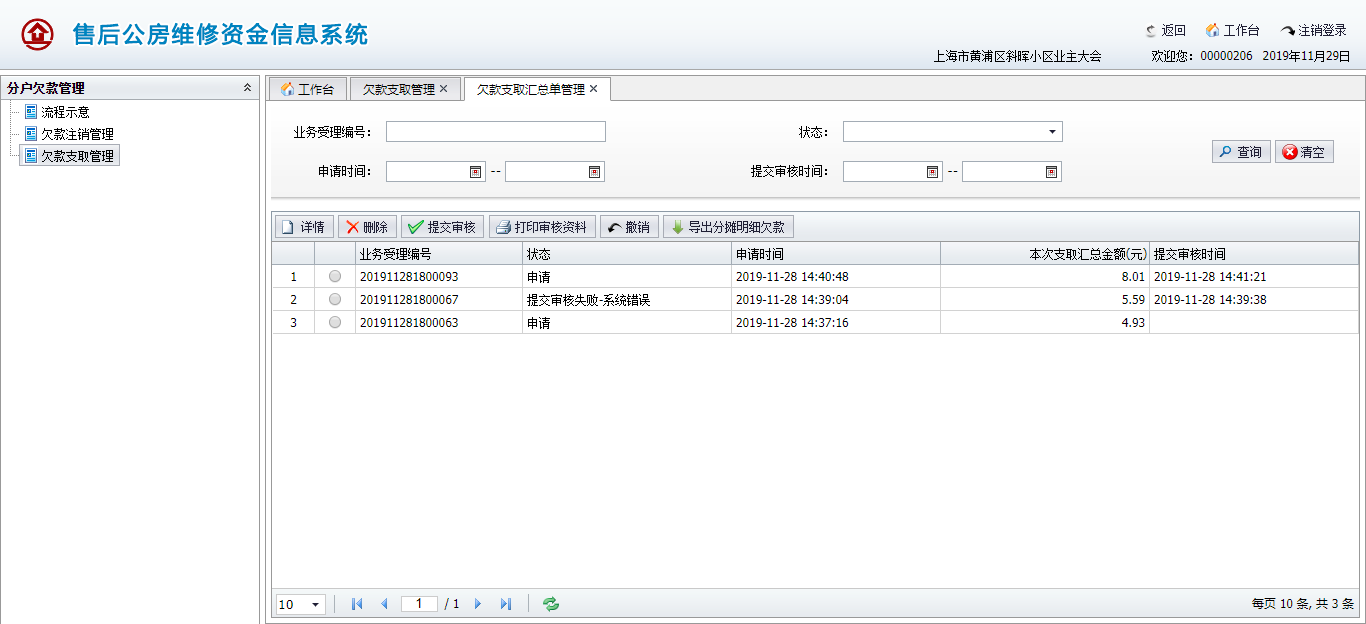 售后公房维修资金信息系统
返回 工作台 注销登录
上海市黄浦区斜晖小区业主大会 欢迎您: 00000206 2019年11月29日
分户欠款管理
流程示意
欠款注销管理
欠款支取管理
工作台 欠款支取管理 欠款支取汇总单管理
业务受理编号: 状态:
申请时间: -- 提交审核时间: --
查询 清空
详情 删除 提交审核 打印审核资料 撤销 导出分摊明细欠款
业务受理编号 状态 申请时间 本次支取汇总金额(元) 提交审核时间
1 201911281800093 申请 2019-11-28 14:40:48 8.01 2019-11-28 14:41:21
2 201911281800067 提交审核失败-系统错误 2019-11-28 14:39:04 5.59 2019-11-28 14:39:38
3 201911281800063 申请 2019-11-28 14:37:16 4.93
10 1 / 1 每页 10 条, 共 3 条